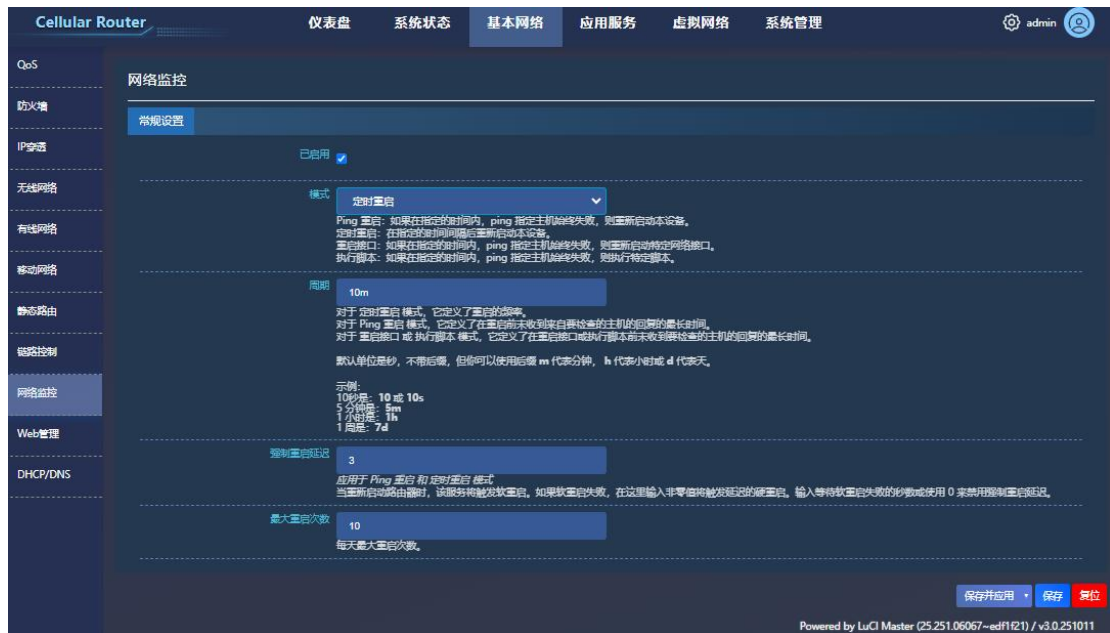 Cellular Router
仪表盘 系统状态 基本网络 应用服务 虚拟网络 系统管理 admin
QoS
防火墙
IP穿透
无线网络
有线网络
移动网络
静态路由
链路控制
网络监控
Web管理
DHCP/DNS
网络监控
常规设置
已启用
模式
定时重启
Ping 重启：如果在指定的时间内，ping 指定主机始终失败，则重新启动本设备。
定时重启：在指定的时间间隔后重新启动本设备。
重启接口：如果在指定的时间内，ping 指定主机始终失败，则重新启动特定网络接口。
执行脚本：如果在指定的时间内，ping 指定主机始终失败，则执行特定脚本。
周期
10m
对于 定时重启 模式，它定义了重启的频率。
对于 Ping 重启 模式，它定义了在重启前未收到来自要检查的主机的回复的最长时间。
对于 重启接口 或 执行脚本 模式，它定义了在重启接口或执行脚本前未收到要检查的主机的回复的最长时间。
默认单位是秒，不带后缀，但你可以使用后缀 m 代表分钟， h 代表小时或 d 代表天。
示例:
10秒是：10 或 10s
5 分钟是：5m
1 小时是：1h
1 周是：7d
强制重启延迟
3
应用于 Ping 重启 和 定时重启 模式
当重新启动路由器时，该服务将触发软重启。如果软重启失败，在这里输入非零值将触发延迟的硬重启。输入等待软重启失败的秒数或使用 0 来禁用强制重启延迟。
最大重启次数
10
每天最大重启次数。
保存并应用 保存 复位
Powered by LuCI Master (25.251.06067~edf1f21) / v3.0.251011